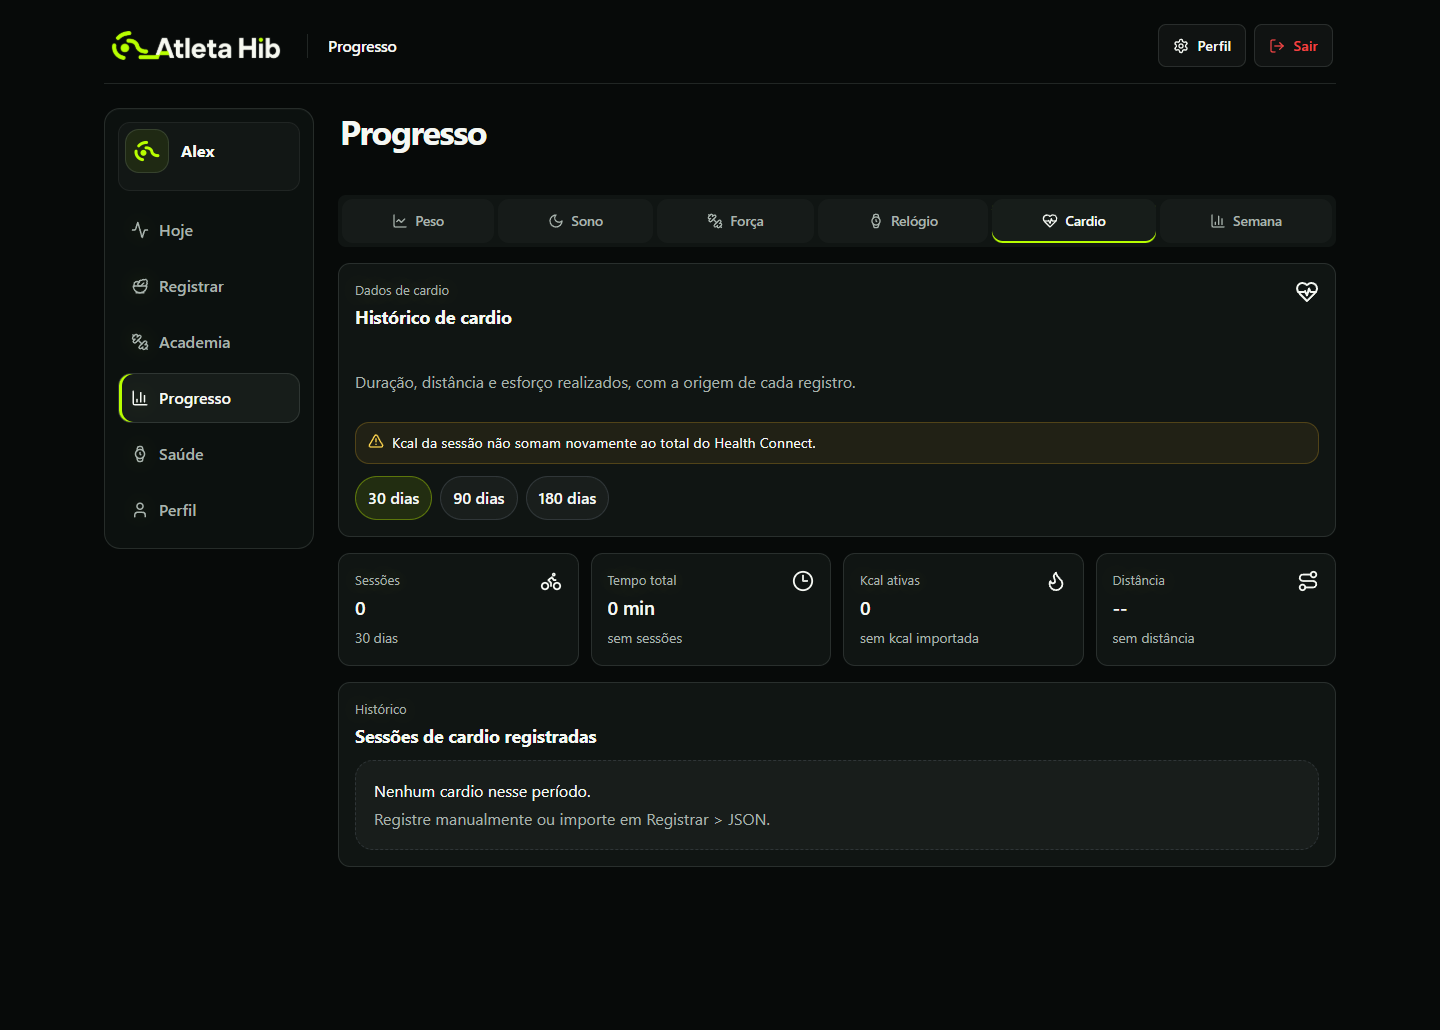 Atleta Hib
Progresso
Perfil
Sair
Alex
Hoje
Registrar
Academia
Progresso
Saúde
Perfil
Progresso
Peso
Sono
Força
Relógio
Cardio
Semana
Dados de cardio
Histórico de cardio
Duração, distância e esforço realizados, com a origem de cada registro.
Kcal da sessão não somam novamente ao total do Health Connect.
30 dias
90 dias
180 dias
Sessões
0
30 dias
Tempo total
0 min
sem sessões
Kcal ativas
0
sem kcal importada
Distância
--
sem distância
Histórico
Sessões de cardio registradas
Nenhum cardio nesse período.
Registre manualmente ou importe em Registrar > JSON.